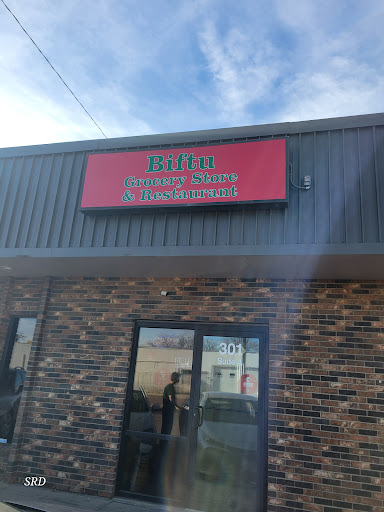 Biftu
Grocery Store
& Restaurant
301
SRD